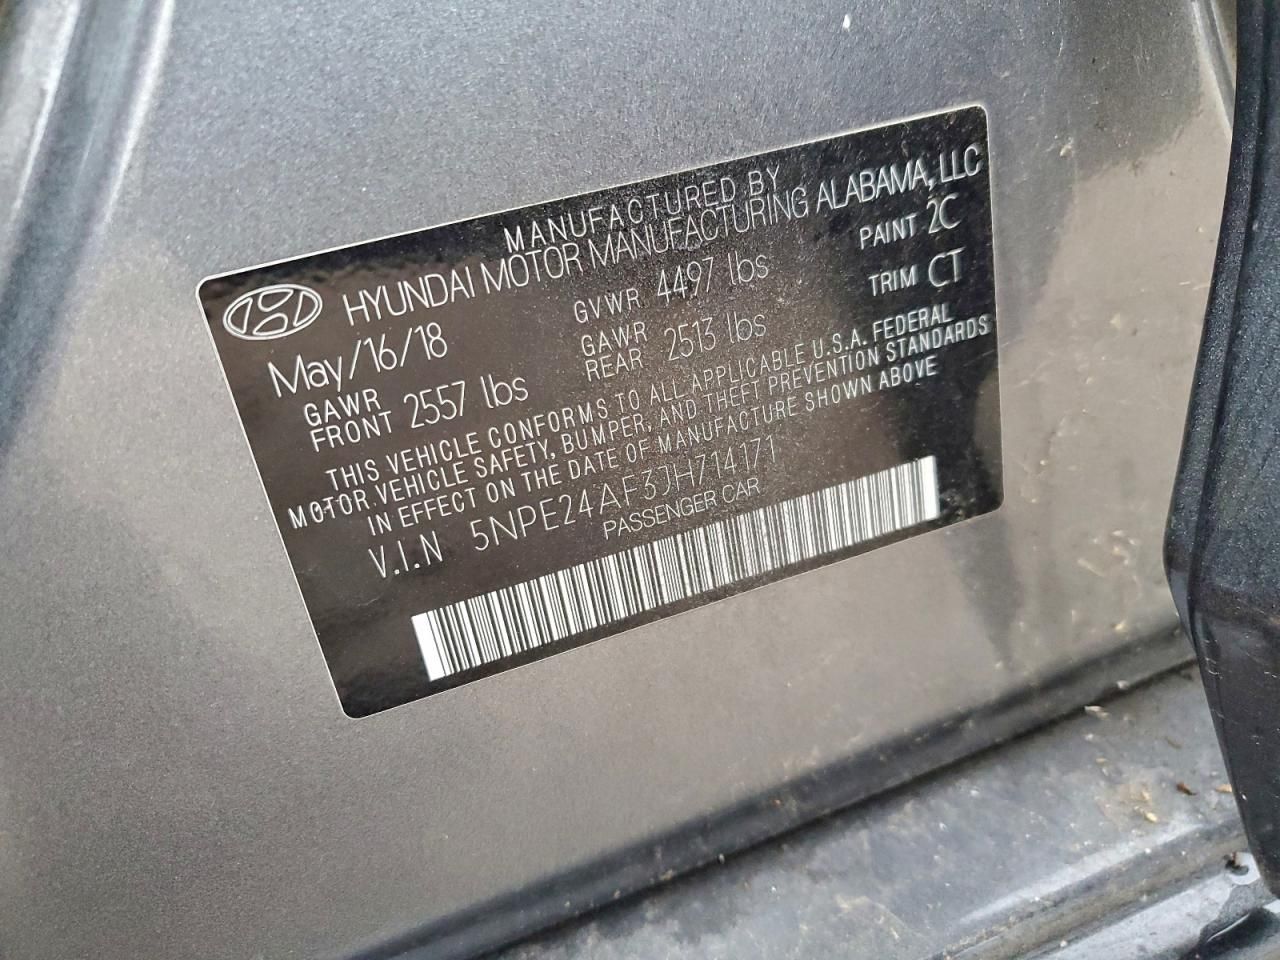 MANUFACTURED BY
HYUNDAI MOTOR MANUFACTURING ALABAMA, LLC
May/16/18 GVWR 4497 lbs PAINT 2C
GAWR FRONT 2557 lbs GAWR REAR 2513 lbs TRIM CT
THIS VEHICLE CONFORMS TO ALL APPLICABLE U.S.A. FEDERAL
MOTOR VEHICLE SAFETY, BUMPER, AND THEFT PREVENTION STANDARDS
IN EFFECT ON THE DATE OF MANUFACTURE SHOWN ABOVE
V.I.N 5NPE24AF3JH714171
PASSENGER CAR